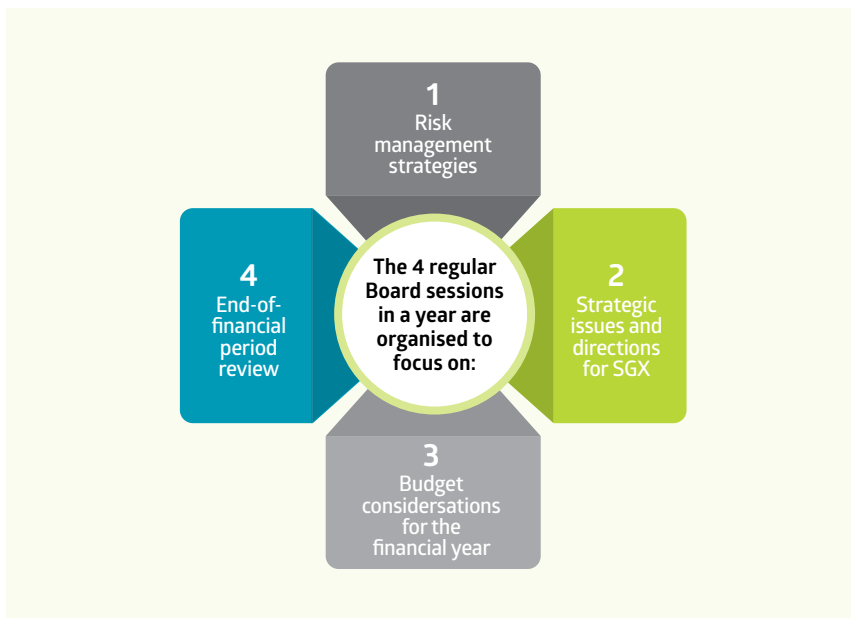 1
Risk
management
strategies
The 4 regular
Board sessions
in a year are
organised to
focus on:
2
Strategic
issues and
directions
for SGX
3
Budget
considersations
for the
financial year
4
End-of-
financial
period
review